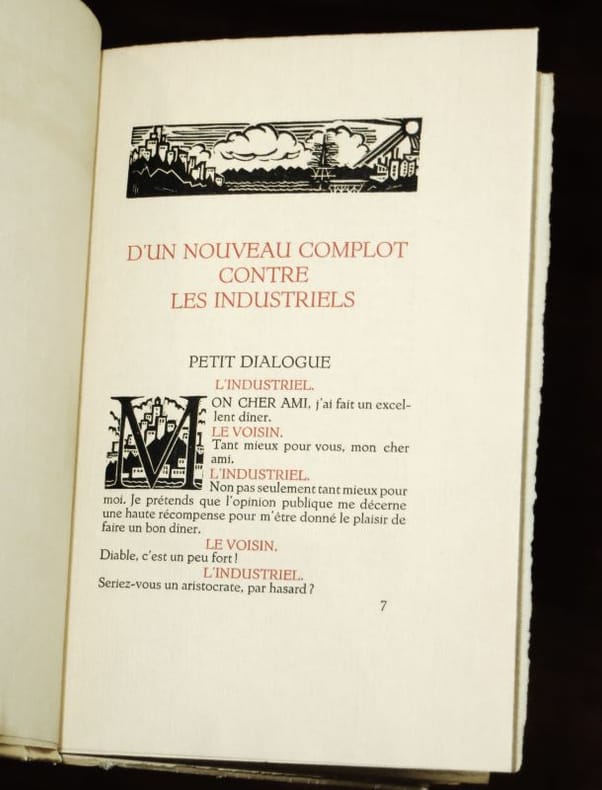 D'UN NOUVEAU COMPLOT
CONTRE
LES INDUSTRIELS
PETIT DIALOGUE
L'INDUSTRIEL.
MON CHER AMI, j'ai fait un excel-
lent dîner.
LE VOISIN.
Tant mieux pour vous, mon cher
ami.
L'INDUSTRIEL.
Non pas seulement tant mieux pour
moi. Je prétends que l'opinion publique me décerne
une haute récompense pour m'être donné le plaisir de
faire un bon dîner.
LE VOISIN.
Diable, c'est un peu fort !
L'INDUSTRIEL.
Seriez-vous un aristocrate, par hasard ?
7